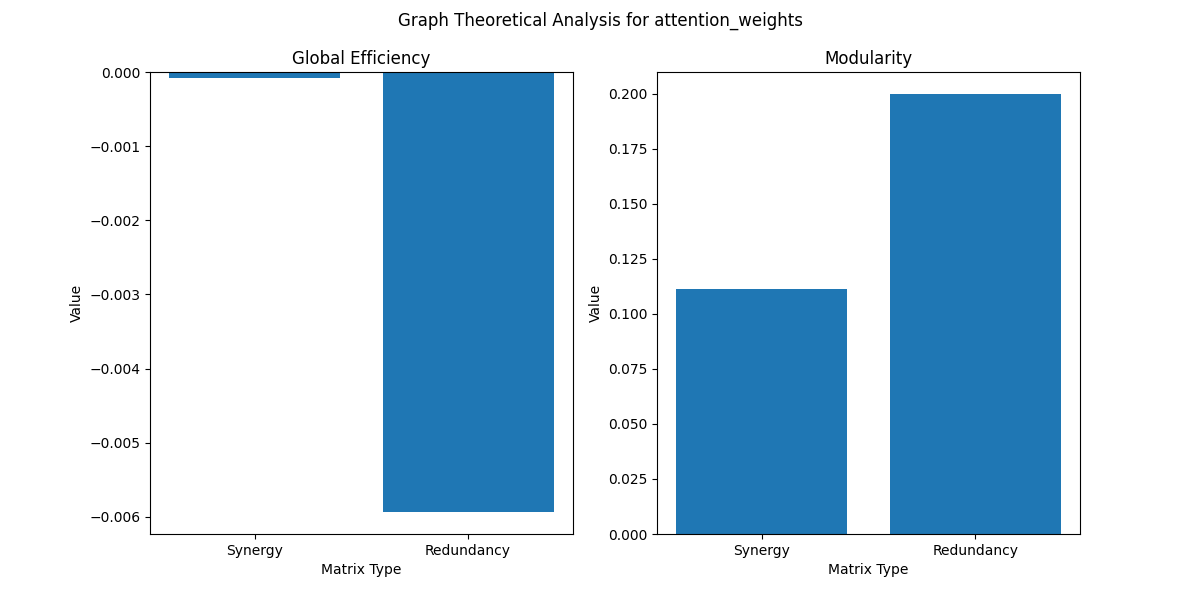 Graph Theoretical Analysis for attention_weights
Global Efficiency
0.000
−0.001
−0.002
−0.003
−0.004
−0.005
−0.006
Value
Synergy
Redundancy
Matrix Type
Modularity
0.200
0.175
0.150
0.125
0.100
0.075
0.050
0.025
0.000
Value
Synergy
Redundancy
Matrix Type